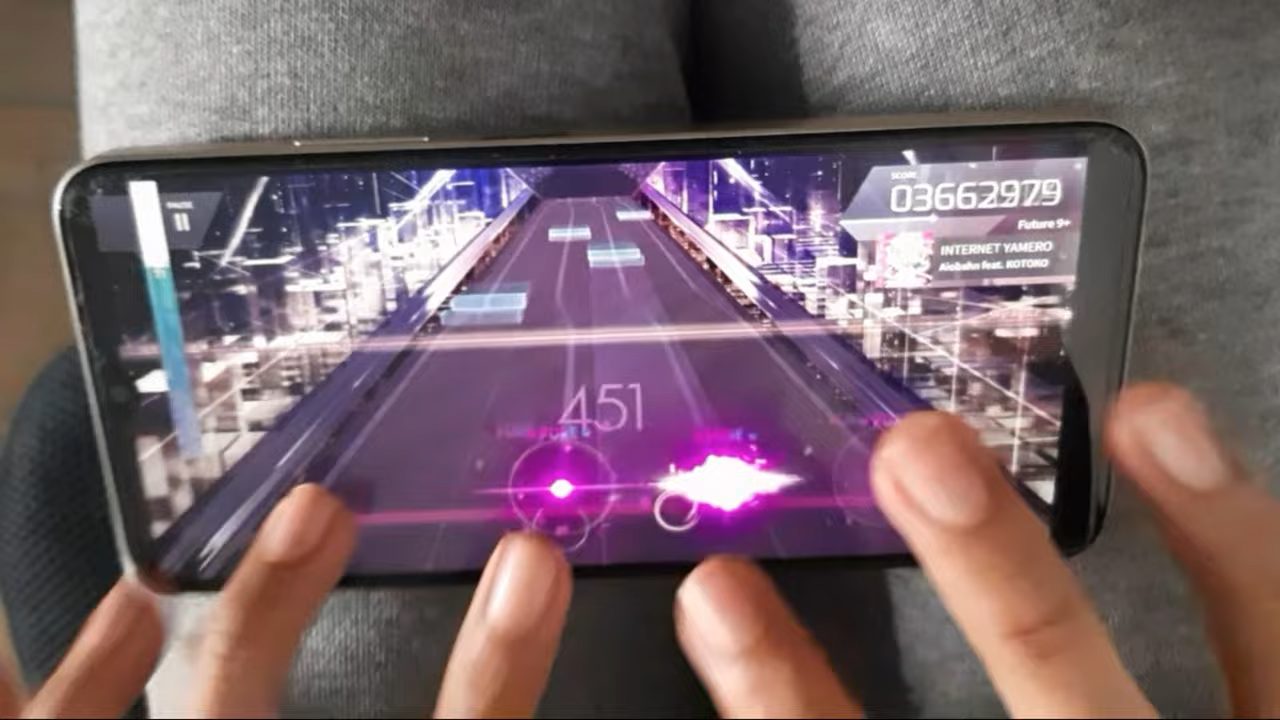 PAUSE
SCORE
03662979
Future 9+
INTERNET YAMERO
Aiobahn feat. KOTOKO
451